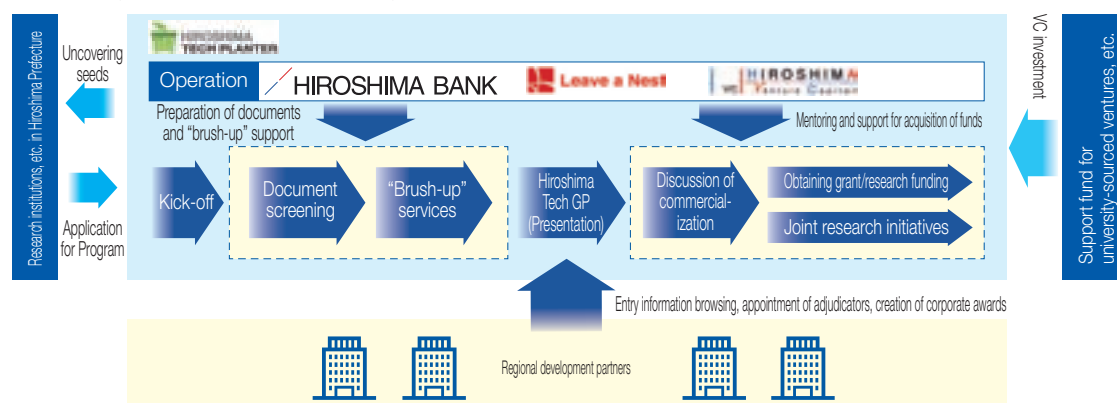 Research institutions, etc. in Hiroshima Prefecture
Uncovering
seeds
Application
for Program
HIROSHIMA
TECH PLANTER
Operation
HIROSHIMA BANK
Leave a Nest
HIROSHIMA
Venture Capital
Preparation of documents
and “brush-up” support
Mentoring and support for acquisition of funds
Kick-off
Document
screening
“Brush-up”
services
Hiroshima
Tech GP
(Presentation)
Discussion of
commercial-
ization
Obtaining grant/research funding
Joint research initiatives
Entry information browsing, appointment of adjudicators, creation of corporate awards
Regional development partners
VC investment
Support fund for
university-sourced ventures, etc.